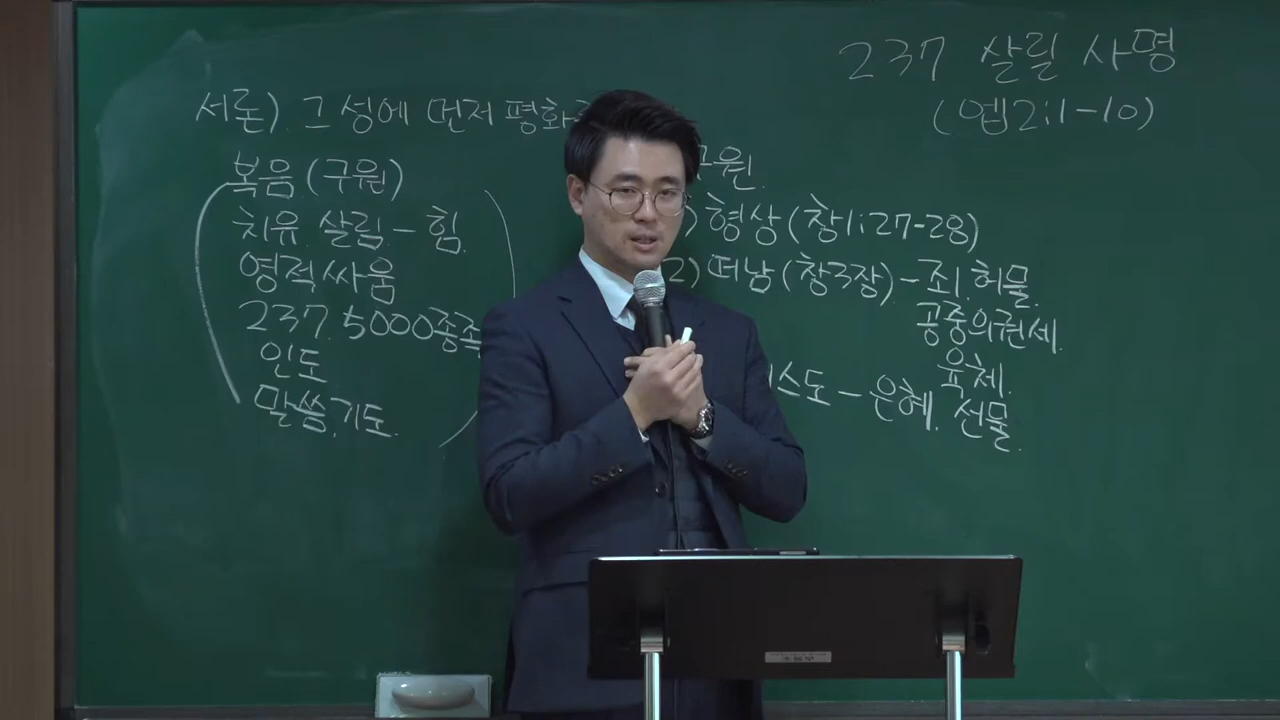 237 살릴 사명
(엡2:1-10)
서론) 그 성에 먼저 평화
복음(구원)
치유. 살림 - 힘.
영적싸움
237. 5000종족
인도
말씀, 기도.
구원.
) 형상(창1:27-28)
2) 떠남(창3장) - 죄. 허물.
공중의권세.
육체.
스도 - 은혜. 선물.